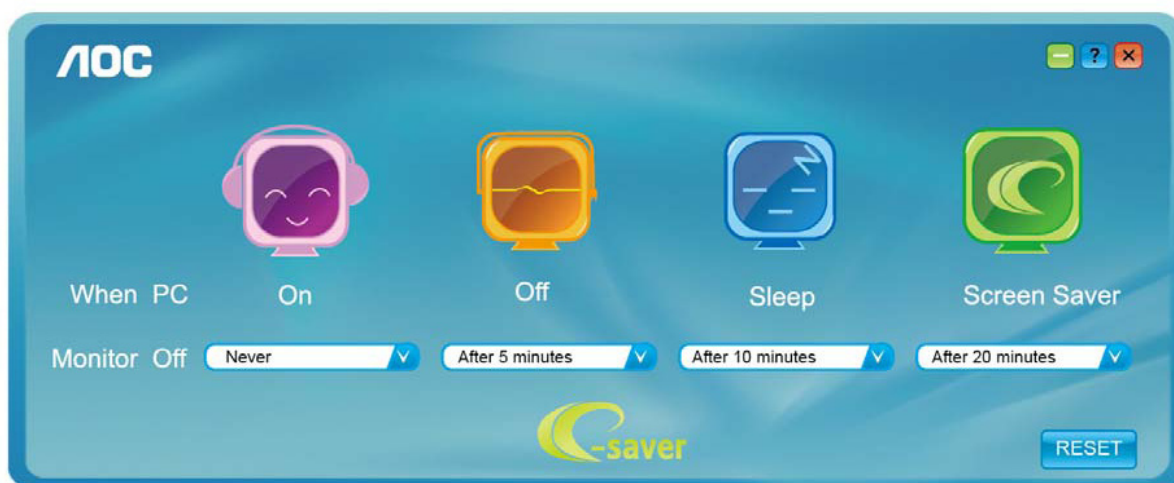 AOC
?
When PC On Off Sleep Screen Saver
Monitor Off Never After 5 minutes After 10 minutes After 20 minutes
e-saver
RESET